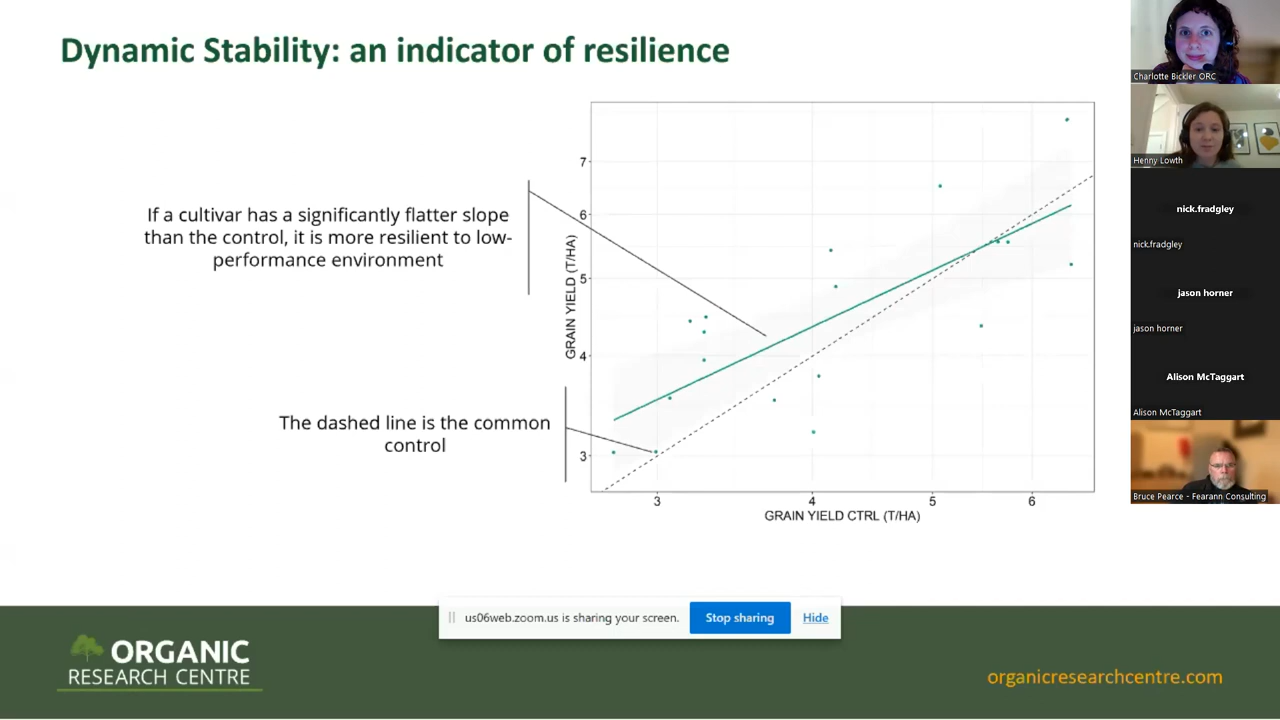 Dynamic Stability: an indicator of resilience
If a cultivar has a significantly flatter slope
than the control, it is more resilient to low-
performance environment
The dashed line is the common
control
GRAIN YIELD (T/HA)
7
6
5
4
3
3
4
5
6
GRAIN YIELD CTRL (T/HA)
Charlotte Bickler ORC
Henny Lowth
nick.fradgley
nick.fradgley
jason horner
jason horner
Alison McTaggart
Alison McTaggart
Bruce Pearce - Fearann Consulting
us06web.zoom.us is sharing your screen.
Stop sharing
Hide
ORGANIC
RESEARCH CENTRE
organicresearchcentre.com